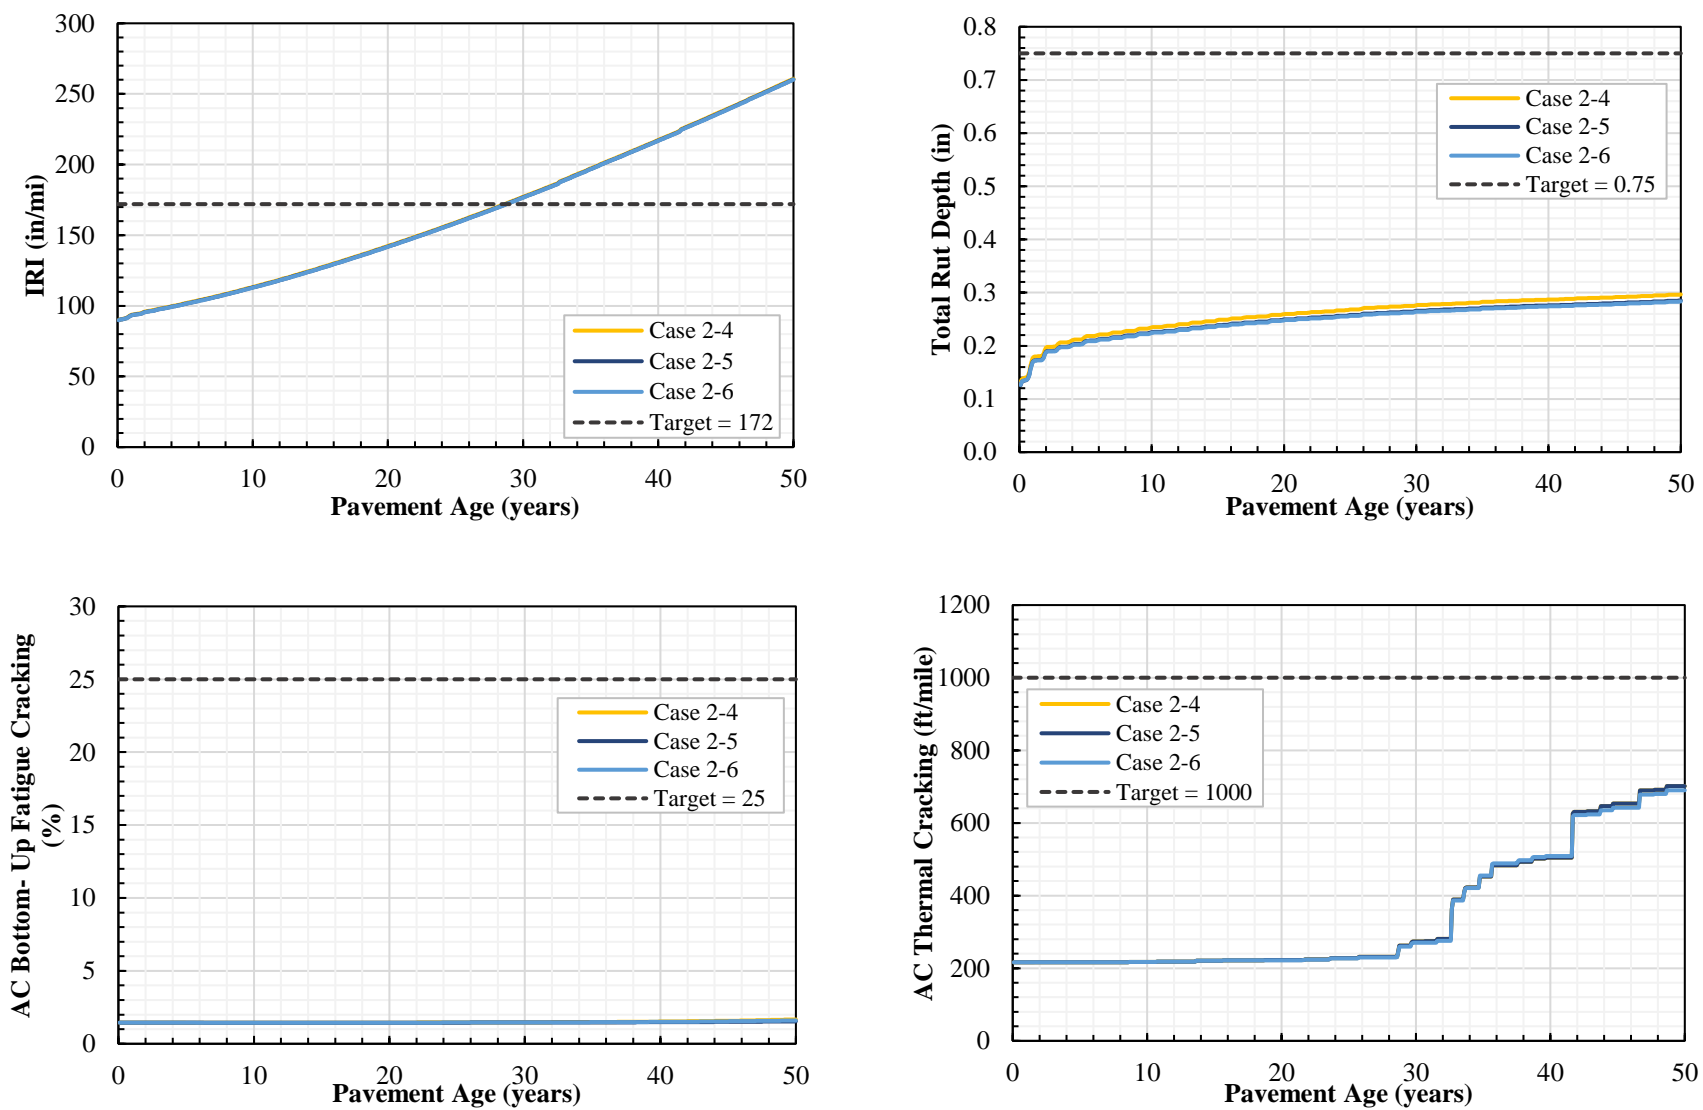 300
250
200
150
100
50
0
IRI (in/mi)
Case 2-4
Case 2-5
Case 2-6
Target = 172
0 10 20 30 40 50
Pavement Age (years)
0.8
0.7
0.6
0.5
0.4
0.3
0.2
0.1
0.0
Total Rut Depth (in)
Case 2-4
Case 2-5
Case 2-6
Target = 0.75
0 10 20 30 40 50
Pavement Age (years)
30
25
20
15
10
5
0
AC Bottom- Up Fatigue Cracking
(%)
Case 2-4
Case 2-5
Case 2-6
Target = 25
0 10 20 30 40 50
Pavement Age (years)
1200
1000
800
600
400
200
0
AC Thermal Cracking (ft/mile)
Case 2-4
Case 2-5
Case 2-6
Target = 1000
0 10 20 30 40 50
Pavement Age (years)